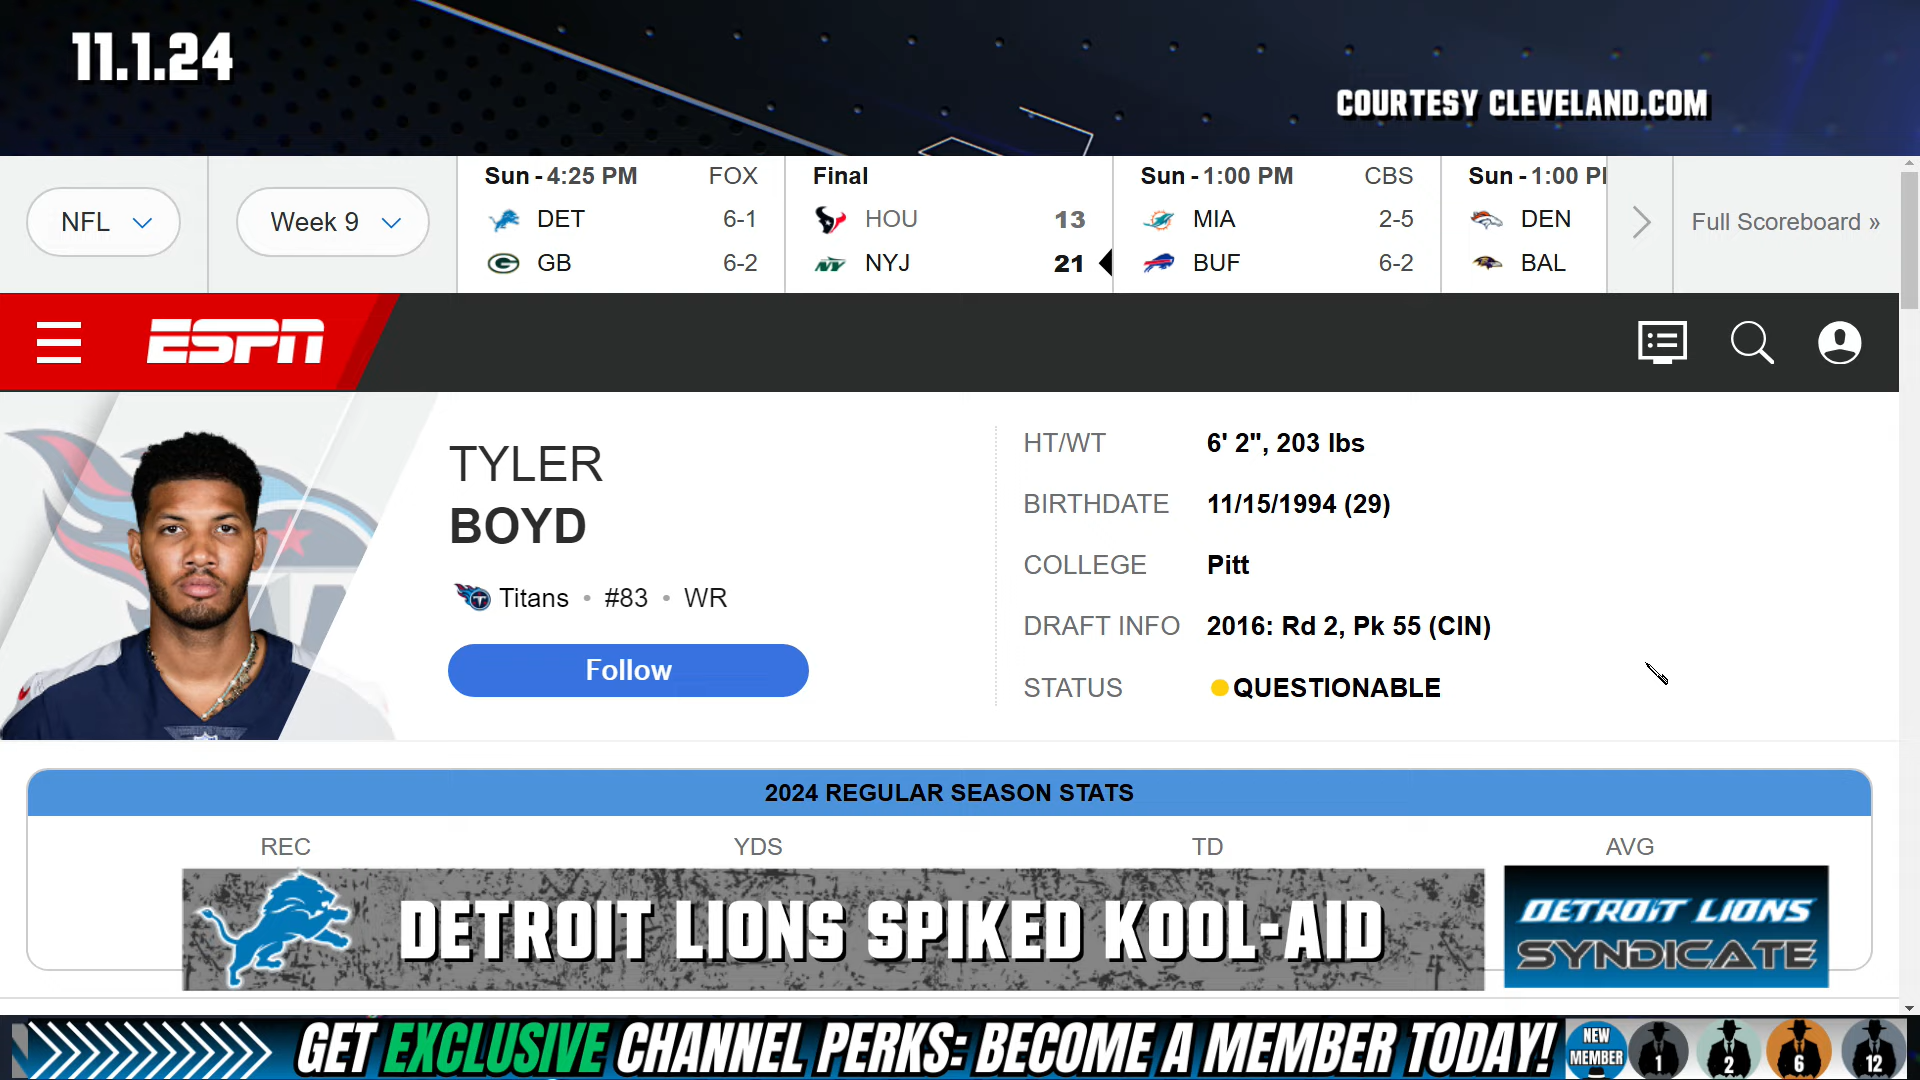 11.1.24
COURTESY CLEVELAND.COM
NFL
Week 9
Sun - 4:25 PM FOX
DET 6-1
GB 6-2
Final
HOU 13
NYJ 21
Sun - 1:00 PM CBS
MIA 2-5
BUF 6-2
Sun - 1:00 PI
DEN
BAL
Full Scoreboard »
ESPN
TYLER
BOYD
Titans • #83 • WR
Follow
HT/WT 6' 2", 203 lbs
BIRTHDATE 11/15/1994 (29)
COLLEGE Pitt
DRAFT INFO 2016: Rd 2, Pk 55 (CIN)
STATUS QUESTIONABLE
2024 REGULAR SEASON STATS
REC YDS TD AVG
DETROIT LIONS SPIKED KOOL-AID
DETROIT LIONS
SYNDICATE
GET EXCLUSIVE CHANNEL PERKS: BECOME A MEMBER TODAY!
NEW
MEMBER
1 2 6 12